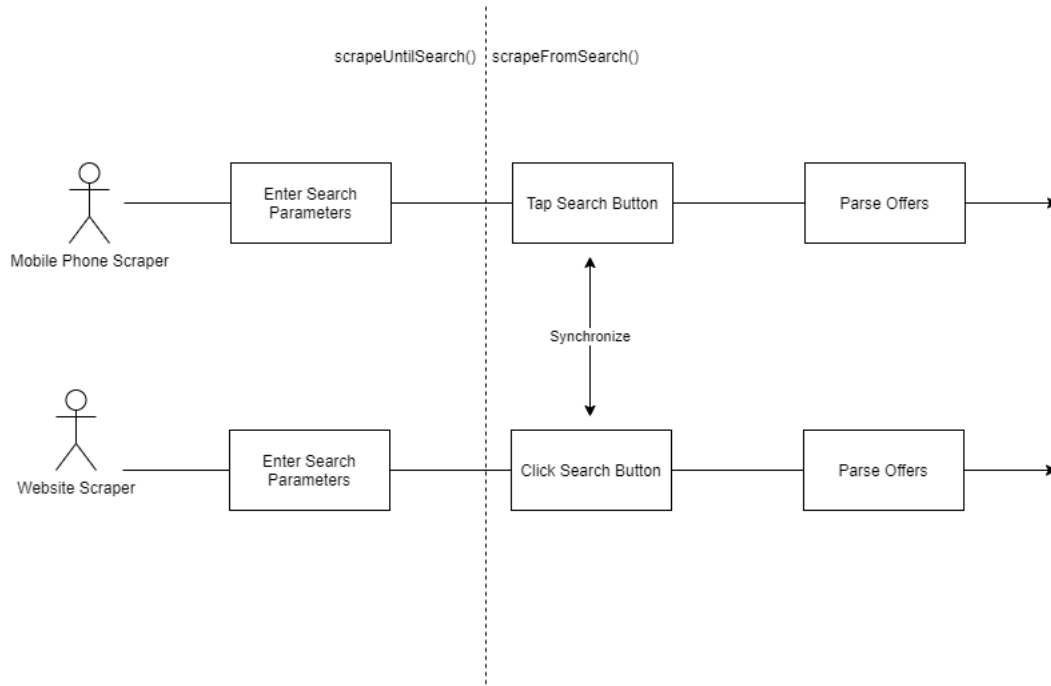 scrapeUntilSearch()
scrapeFromSearch()
Enter Search
Parameters
Tap Search Button
Parse Offers
Mobile Phone Scraper
Synchronize
Enter Search
Parameters
Click Search Button
Parse Offers
Website Scraper